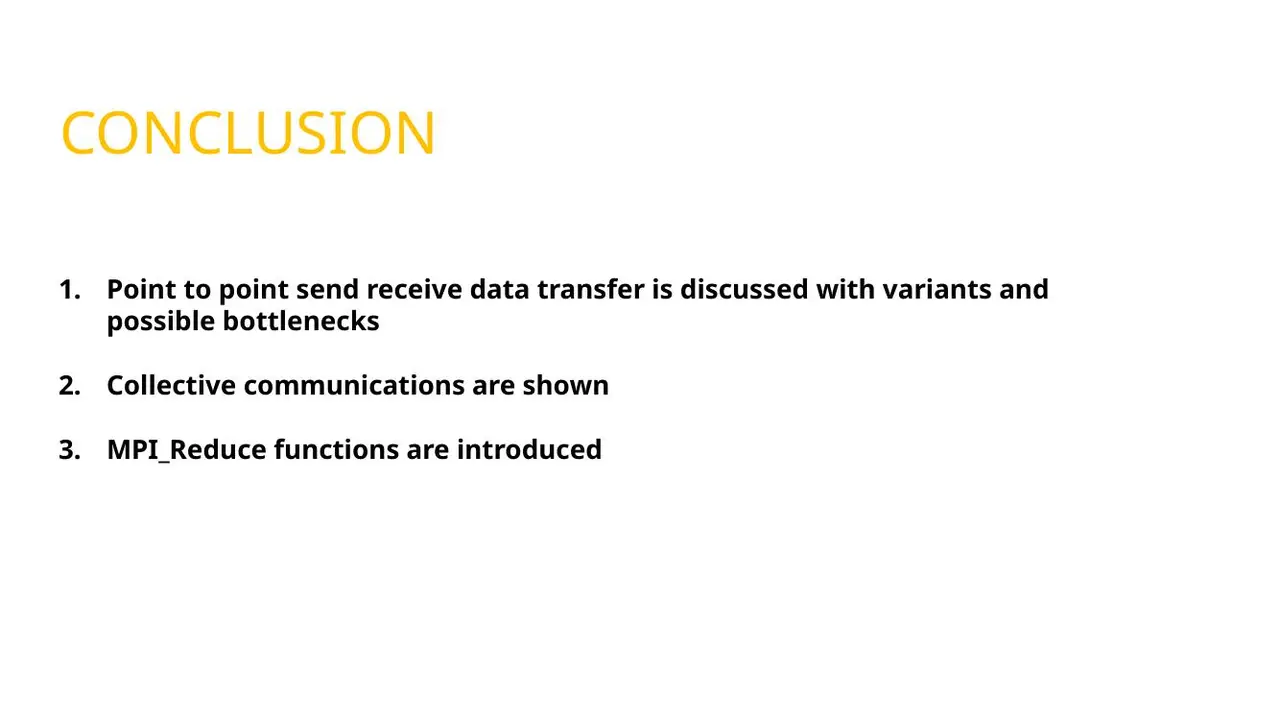 CONCLUSION
1. Point to point send receive data transfer is discussed with variants and
possible bottlenecks
2. Collective communications are shown
3. MPI_Reduce functions are introduced